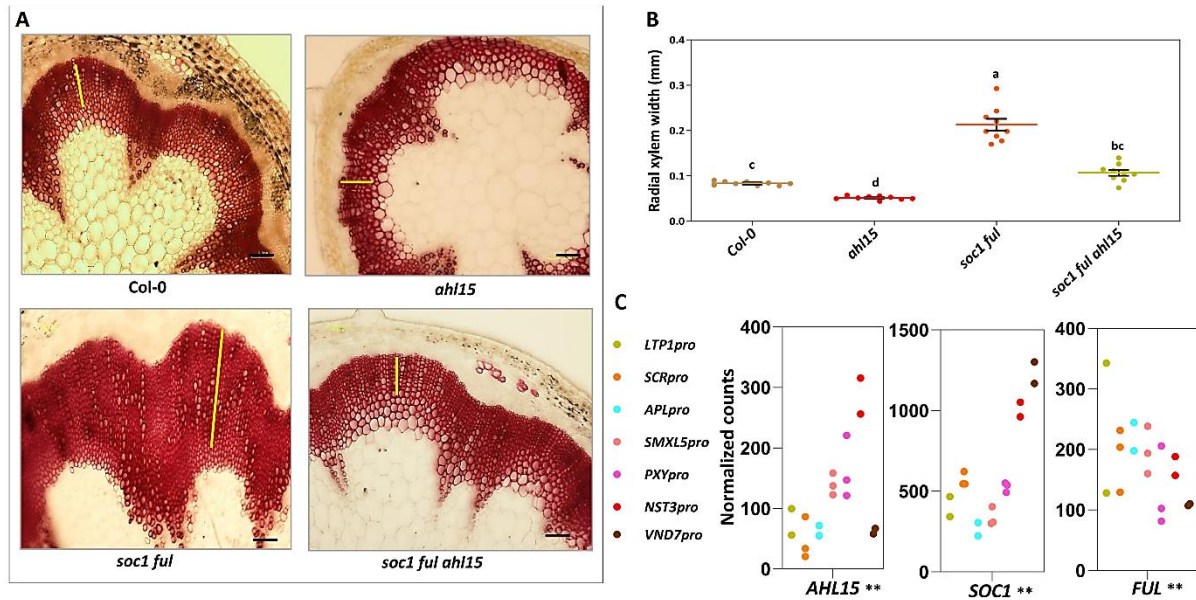 A
Col-0
ahl15
soc1 ful
soc1 ful ahl15
B
Radial xylem width (mm)
0.4
0.3
0.2
0.1
0.0
c
d
a
bc
Col-0
ahl15
soc1 ful
soc1 ful ahl15
C
LTP1pro
SCRpro
APLpro
SMXL5pro
PXYpro
NST3pro
VND7pro
Normalized counts
400
300
200
100
0
AHL15 **
1500
1000
500
0
SOC1 **
400
300
200
100
0
FUL **